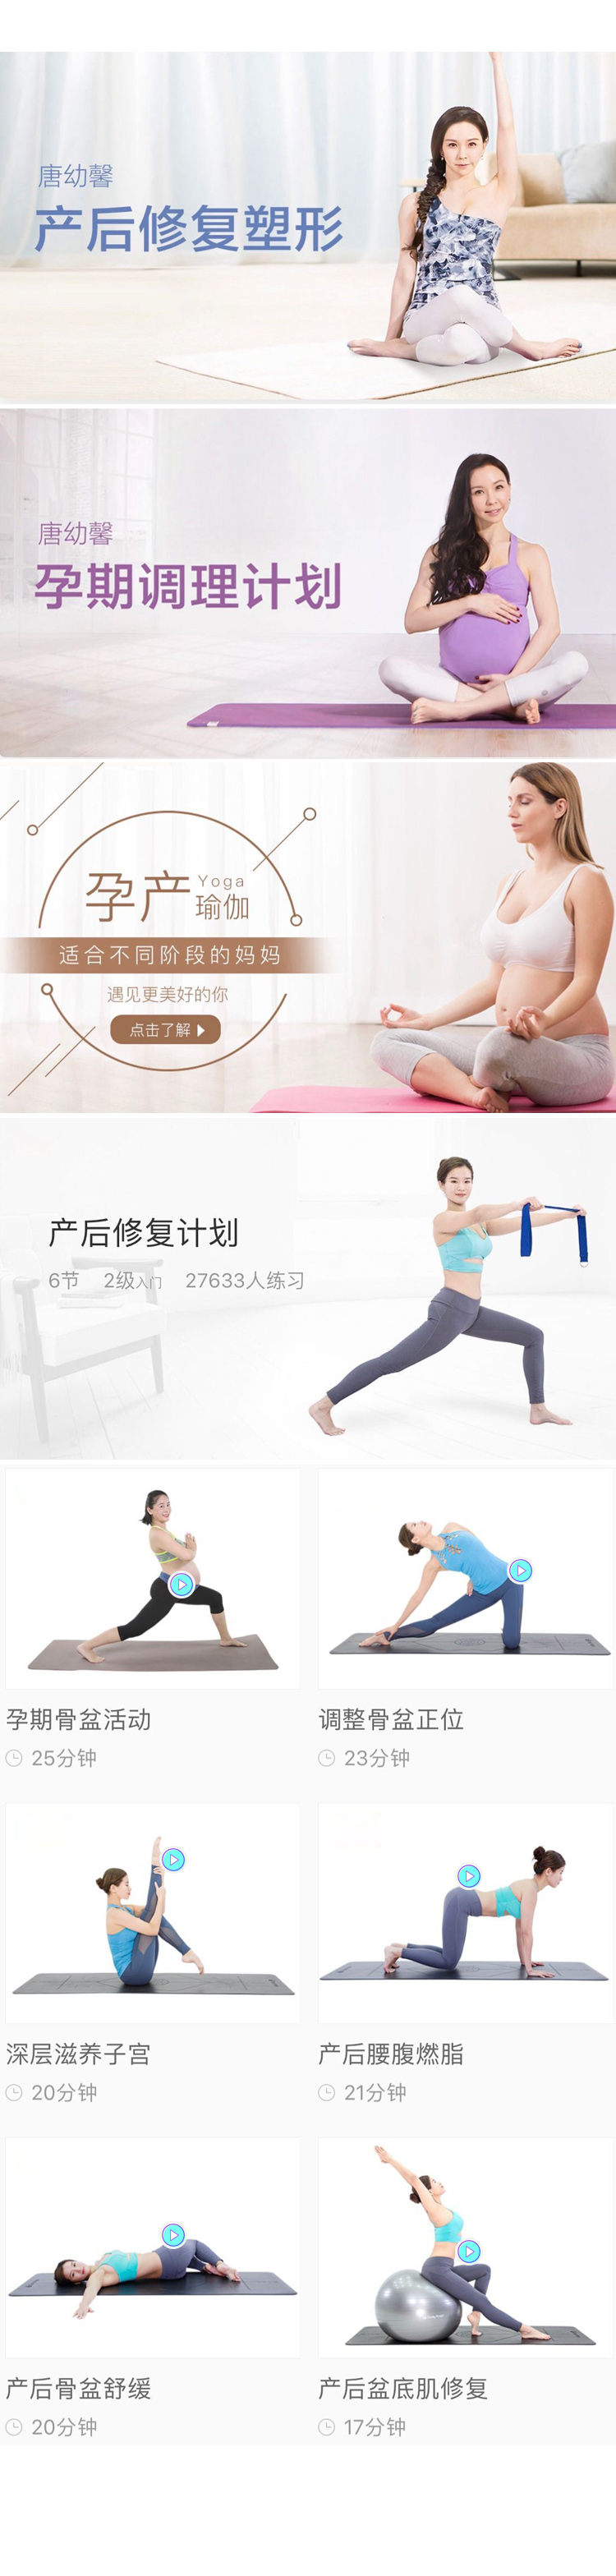 唐幼馨
产后修复塑形
唐幼馨
孕期调理计划
孕产 Yoga 瑜伽
适合不同阶段的妈妈
遇见更美好的你
点击了解
产后修复计划
6节 2级入门 27633人练习
孕期骨盆活动
25分钟
调整骨盆正位
23分钟
深层滋养子宫
20分钟
产后腰腹燃脂
21分钟
产后骨盆舒缓
20分钟
产后盆底肌修复
17分钟